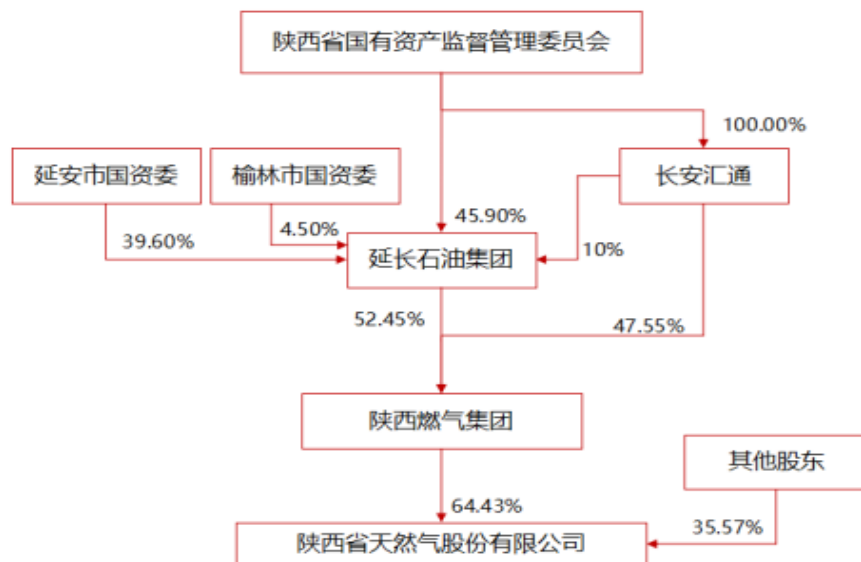 陕西省国有资产监督管理委员会
100.00%
延安市国资委
榆林市国资委
长安汇通
39.60%
4.50%
45.90%
10%
延长石油集团
52.45%
47.55%
陕西燃气集团
其他股东
64.43%
35.57%
陕西省天然气股份有限公司